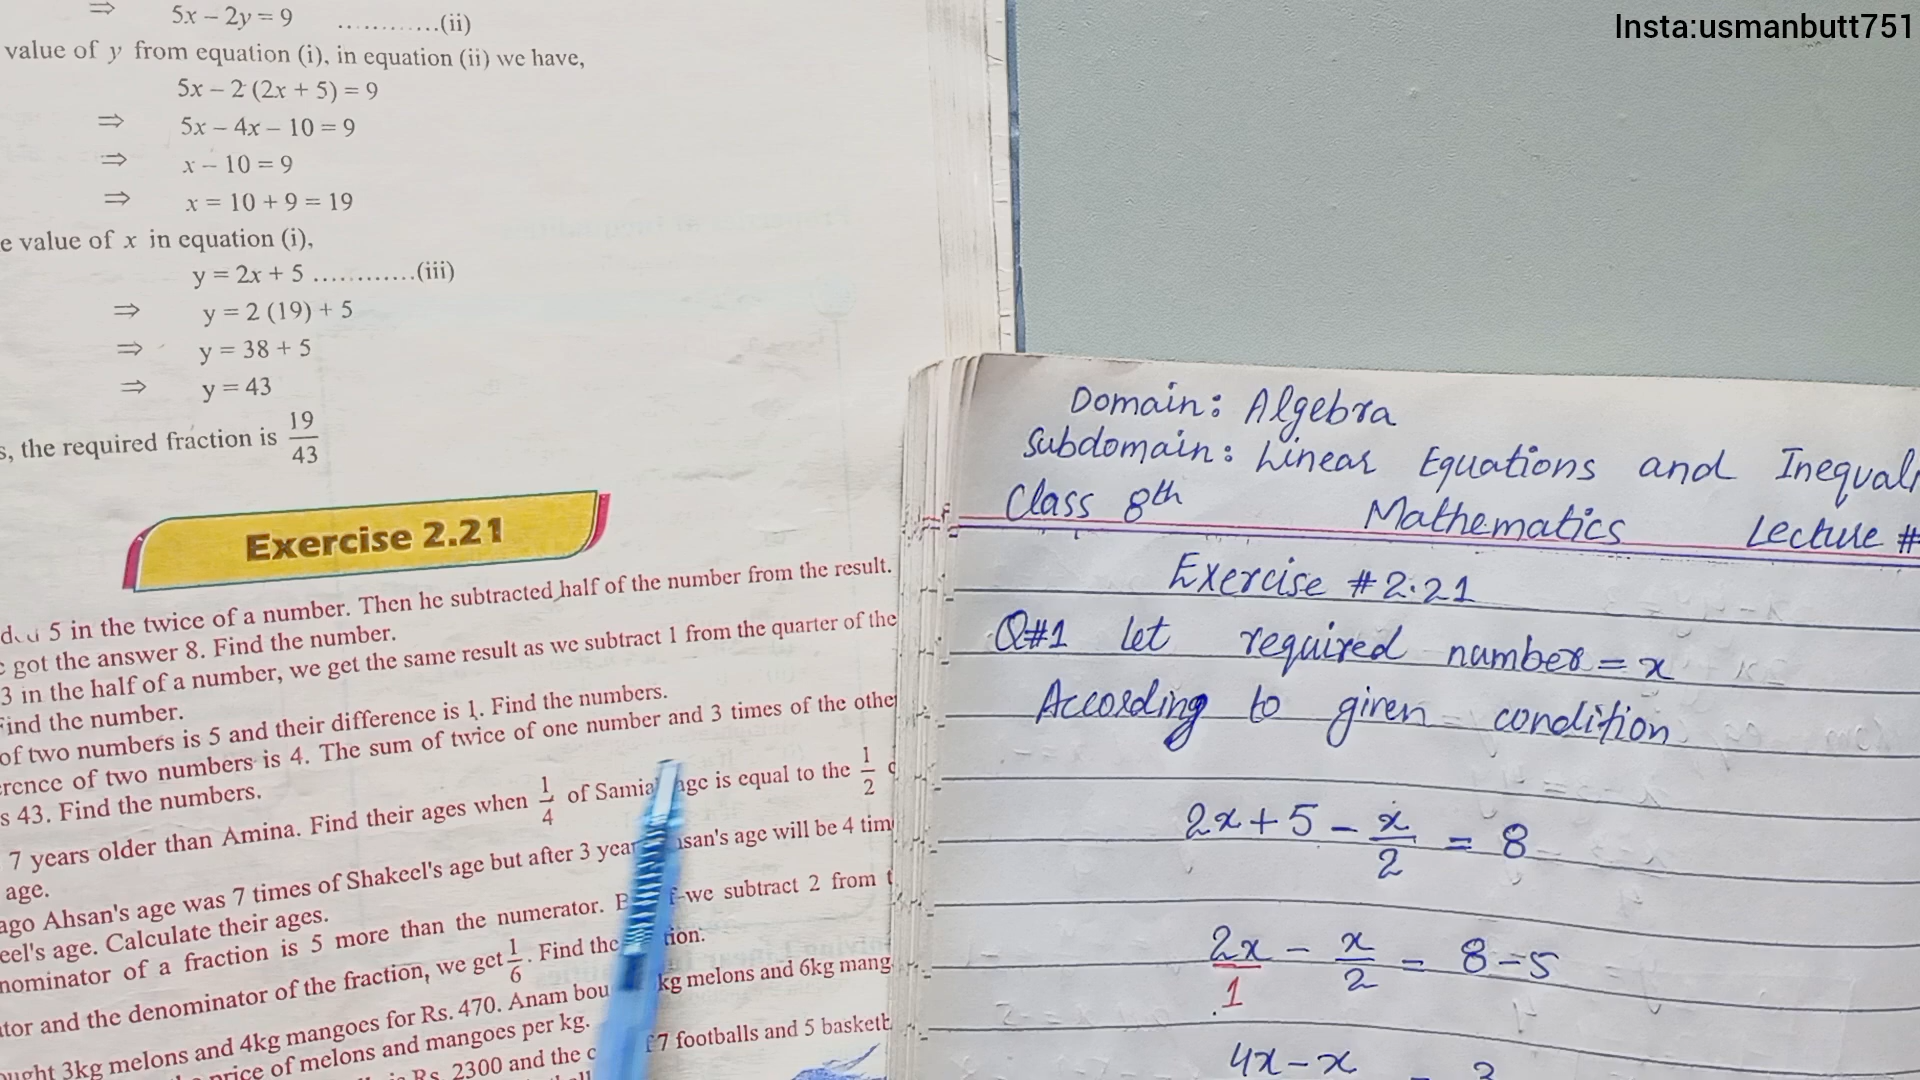 Insta:usmanbutt751
⇒ 5x – 2y = 9 ............(ii)
value of y from equation (i), in equation (ii) we have,
5x – 2 (2x + 5) = 9
⇒ 5x – 4x – 10 = 9
⇒ x – 10 = 9
⇒ x = 10 + 9 = 19
e value of x in equation (i),
y = 2x + 5 ............(iii)
⇒ y = 2 (19) + 5
⇒ y = 38 + 5
⇒ y = 43
s, the required fraction is 19/43
Exercise 2.21
5 in the twice of a number. Then he subtracted half of the number from the result.
got the answer 8. Find the number.
3 in the half of a number, we get the same result as we subtract 1 from the quarter of the
Find the number.
of two numbers is 5 and their difference is 1. Find the numbers.
rence of two numbers is 4. The sum of twice of one number and 3 times of the othe
s 43. Find the numbers.
7 years older than Amina. Find their ages when 1/4 of Samia age is equal to the 1/2
age.
ago Ahsan's age was 7 times of Shakeel's age but after 3 year san's age will be 4 tim
eel's age. Calculate their ages.
nominator of a fraction is 5 more than the numerator. we subtract 2 from t
tor and the denominator of the fraction, we get 1/6. Find the tion.
ught 3kg melons and 4kg mangoes for Rs. 470. Anam bou kg melons and 6kg mang
price of melons and mangoes per kg.
Rs. 2300 and the c 7 footballs and 5 basketb
Domain: Algebra
Subdomain: Linear Equations and Inequali
Class 8th Mathematics Lecture #
Exercise #2.21
Q#1 let required number = x
According to given condition
2x + 5 - x/2 = 8
2x/1 - x/2 = 8-5
4x - x 3